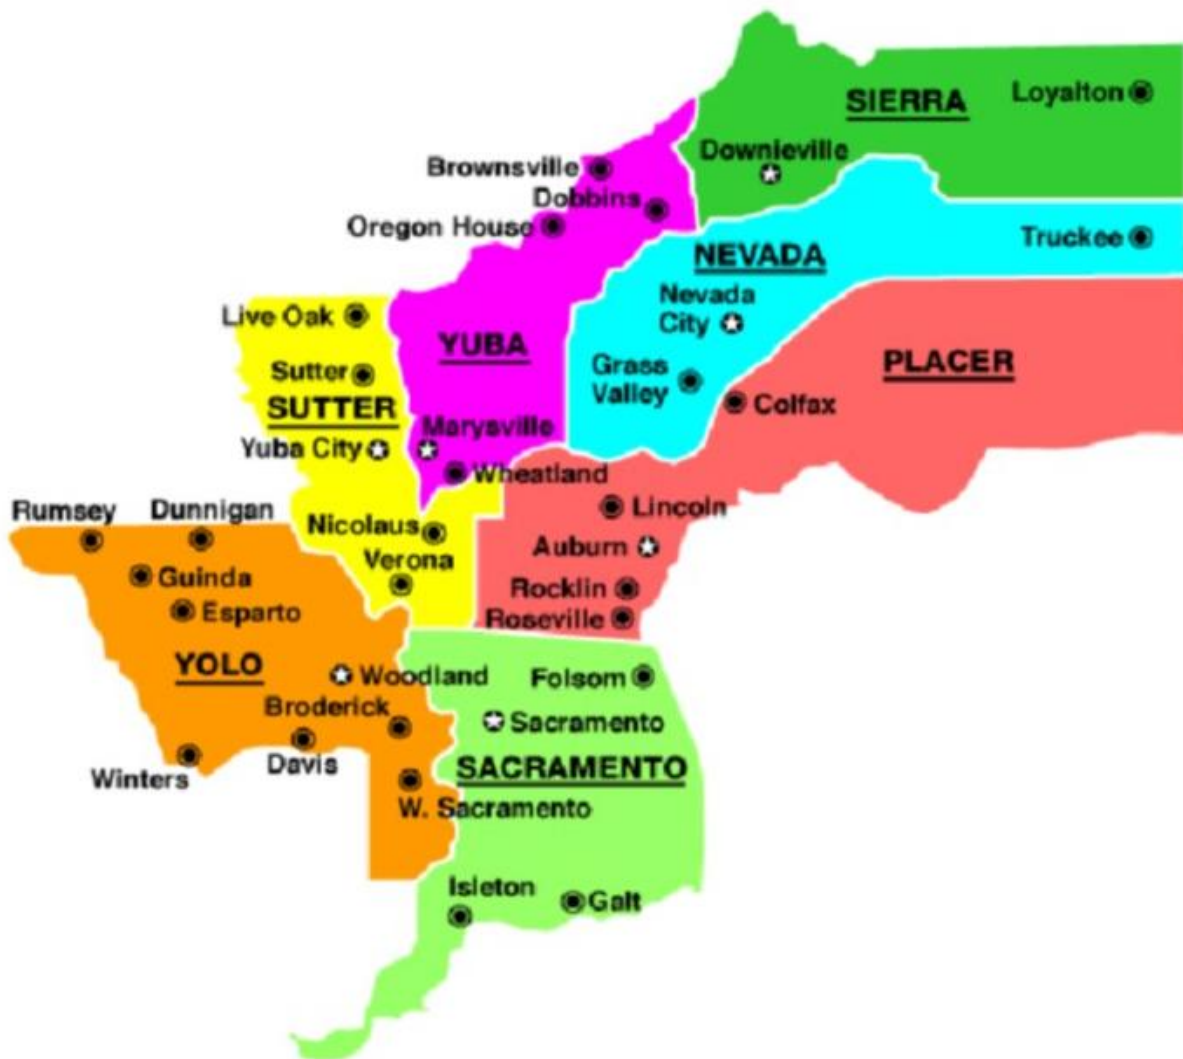 SIERRA
Loyalton
Downieville
Brownsville
Dobbins
Oregon House
NEVADA
Truckee
Nevada
City
Live Oak
YUBA
PLACER
Sutter
Grass
Valley
SUTTER
Colfax
Marysville
Yuba City
Wheatland
Rumsey
Dunnigan
Lincoln
Nicolaus
Auburn
Verona
Guinda
Rocklin
Esparto
Roseville
YOLO
Woodland
Folsom
Broderick
Sacramento
Davis
SACRAMENTO
Winters
W. Sacramento
Isleton
Galt